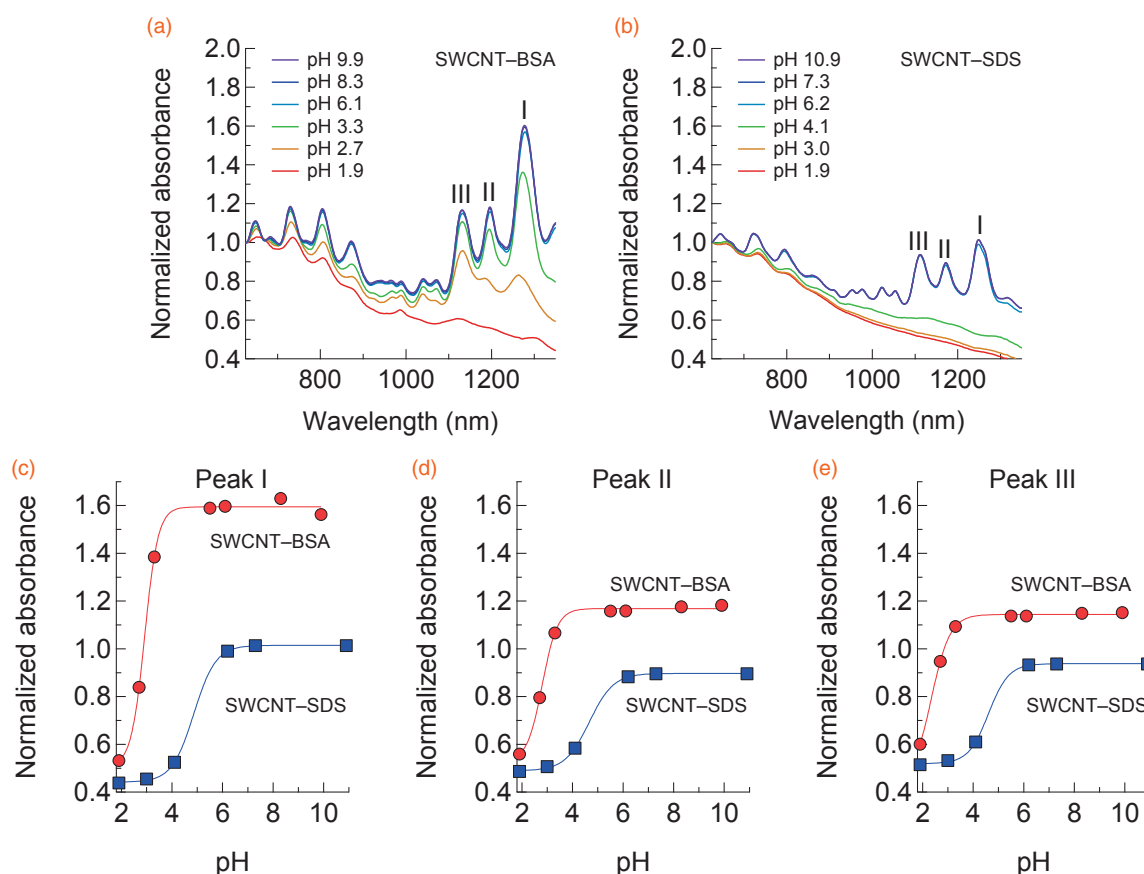 (a)
Normalized absorbance
2.0
1.8
1.6
1.4
1.2
1.0
0.8
0.6
0.4
pH 9.9
pH 8.3
pH 6.1
pH 3.3
pH 2.7
pH 1.9
SWCNT–BSA
I
II
III
800 1000 1200
Wavelength (nm)
(b)
Normalized absorbance
2.0
1.8
1.6
1.4
1.2
1.0
0.8
0.6
0.4
pH 10.9
pH 7.3
pH 6.2
pH 4.1
pH 3.0
pH 1.9
SWCNT–SDS
I
II
III
800 1000 1200
Wavelength (nm)
(c)
Peak I
Normalized absorbance
1.6
1.4
1.2
1.0
0.8
0.6
0.4
SWCNT–BSA
SWCNT–SDS
2 4 6 8 10
pH
(d)
Peak II
Normalized absorbance
1.6
1.4
1.2
1.0
0.8
0.6
0.4
SWCNT–BSA
SWCNT–SDS
2 4 6 8 10
pH
(e)
Peak III
Normalized absorbance
1.6
1.4
1.2
1.0
0.8
0.6
0.4
SWCNT–BSA
SWCNT–SDS
2 4 6 8 10
pH